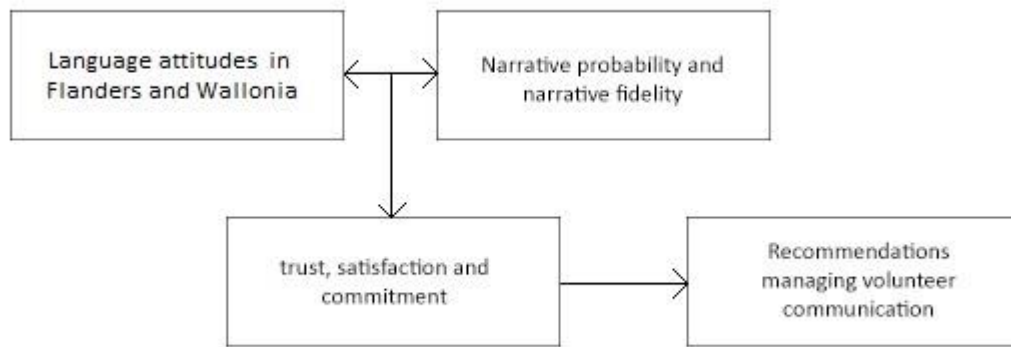 Language attitudes in
Flanders and Wallonia
Narrative probability and
narrative fidelity
trust, satisfaction and
commitment
Recommendations
managing volunteer
communication